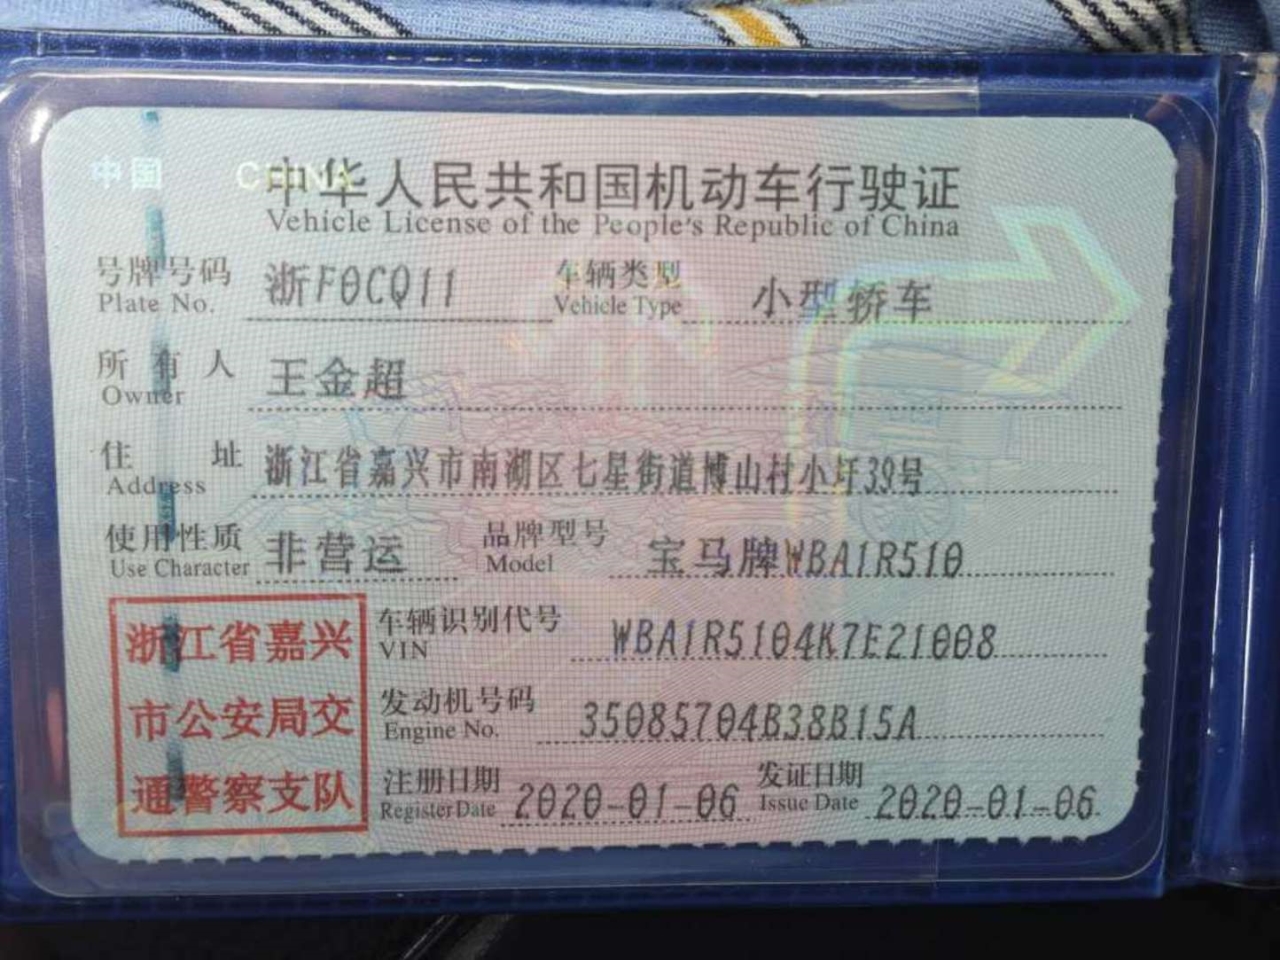 中国 CHINA
中华人民共和国机动车行驶证
Vehicle License of the People's Republic of China
号牌号码 浙F0CQ11 车辆类型 小型轿车
Plate No. Vehicle Type
所有人 王金超
Owner
住址 浙江省嘉兴市南湖区七星街道博山村小圩39号
Address
使用性质 非营运 品牌型号 宝马牌WBA1R510
Use Character Model
浙江省嘉兴
市公安局交
通警察支队
车辆识别代号 WBA1R5104K7E21008
VIN
发动机号码 35085704B38B15A
Engine No.
注册日期 2020-01-06 发证日期 2020-01-06
Register Date Issue Date